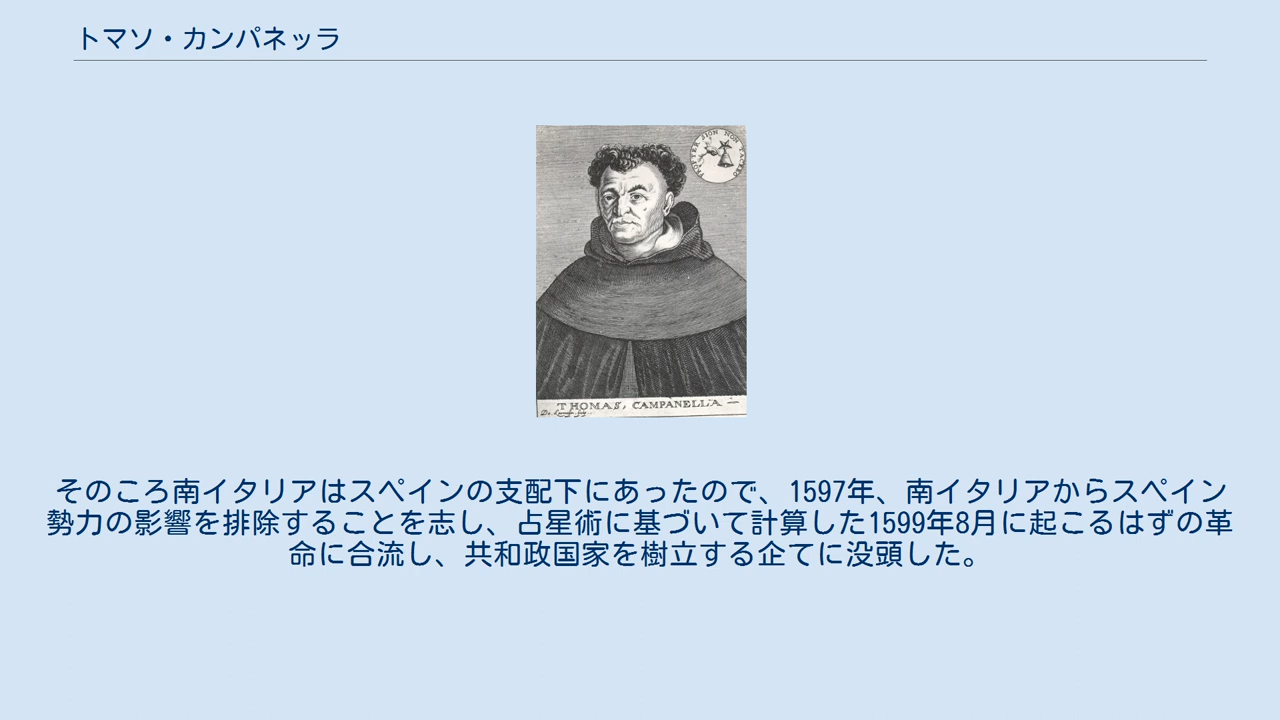 トマソ・カンパネッラ
THOMAS, CAMPANELLA
そのころ南イタリアはスペインの支配下にあったので、1597年、南イタリアからスペイン
勢力の影響を排除することを志し、占星術に基づいて計算した1599年8月に起こるはずの革
命に合流し、共和政国家を樹立する企てに没頭した。